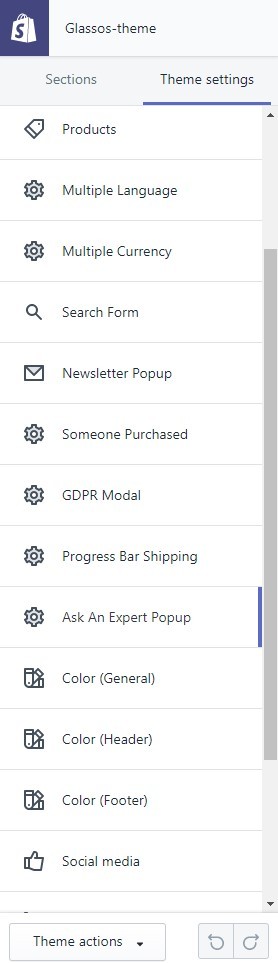 Glassos-theme
Sections Theme settings
Products
Multiple Language
Multiple Currency
Search Form
Newsletter Popup
Someone Purchased
GDPR Modal
Progress Bar Shipping
Ask An Expert Popup
Color (General)
Color (Header)
Color (Footer)
Social media
Theme actions